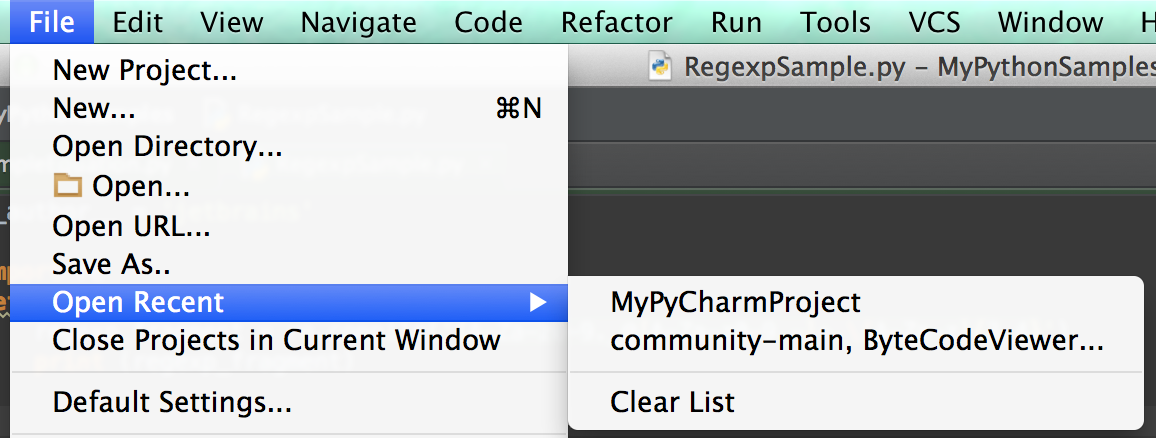 File Edit View Navigate Code Refactor Run Tools VCS Window H
RegexpSample.py – MyPythonSamples
New Project...
New... ⌘N
Open Directory...
Open...
Open URL...
Save As..
Open Recent ▶
MyPyCharmProject
Close Projects in Current Window
community-main, ByteCodeViewer...
Default Settings...
Clear List